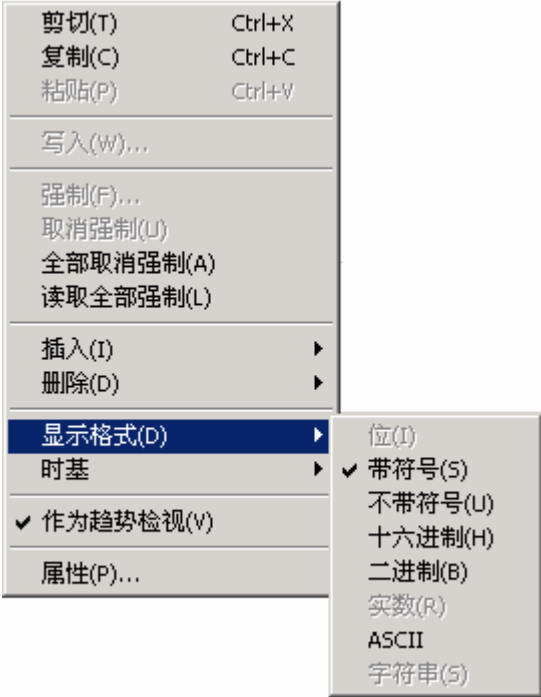 剪切(T) Ctrl+X
复制(C) Ctrl+C
粘贴(P) Ctrl+V
写入(W)...
强制(F)...
取消强制(U)
全部取消强制(A)
读取全部强制(L)
插入(I)
删除(D)
显示格式(D)
时基
作为趋势检视(V)
属性(P)...
位(I)
带符号(S)
不带符号(U)
十六进制(H)
二进制(B)
实数(R)
ASCII
字符串(S)